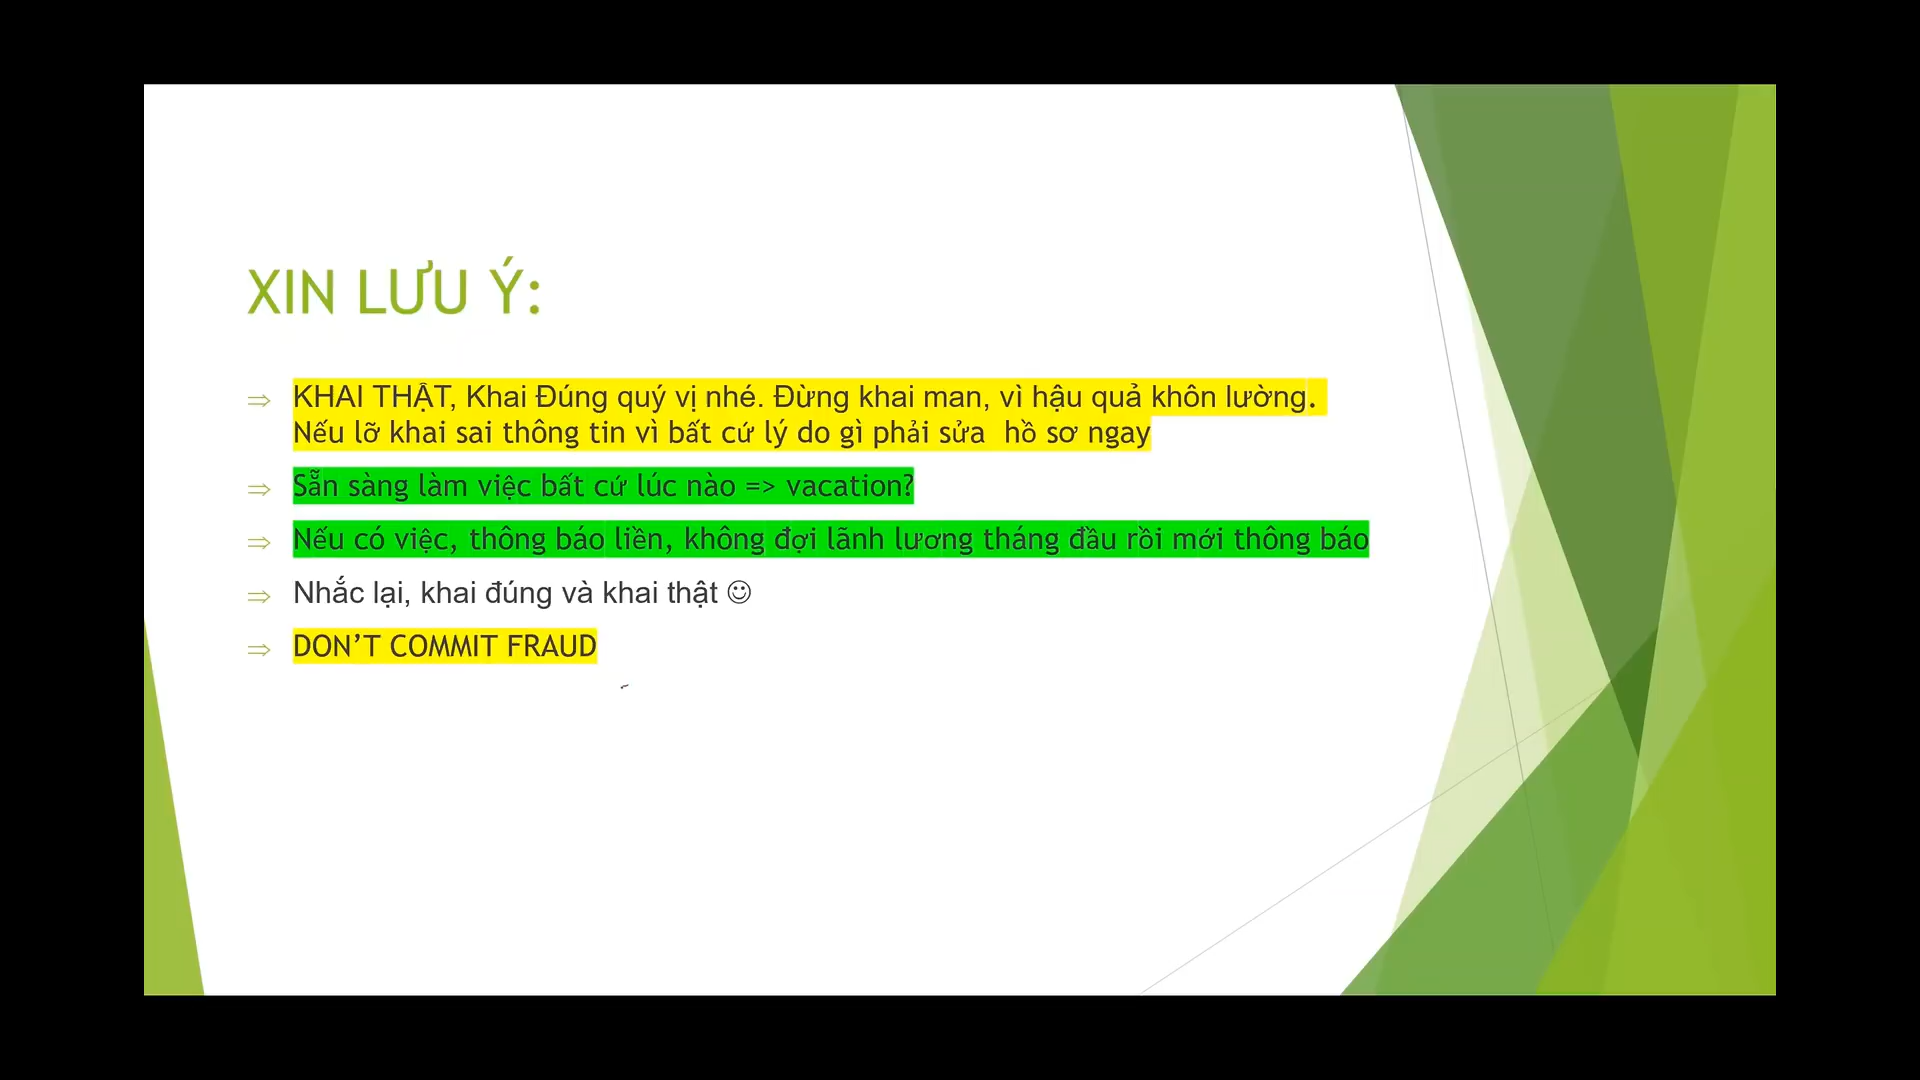 XIN LƯU Ý:
⇒ KHAI THẬT, Khai Đúng quý vị nhé. Đừng khai man, vì hậu quả khôn lường.
Nếu lỡ khai sai thông tin vì bất cứ lý do gì phải sửa  hồ sơ ngay
⇒ Sẵn sàng làm việc bất cứ lúc nào => vacation?
⇒ Nếu có việc, thông báo liền, không đợi lãnh lương tháng đầu rồi mới thông báo
⇒ Nhắc lại, khai đúng và khai thật ☺
⇒ DON’T COMMIT FRAUD